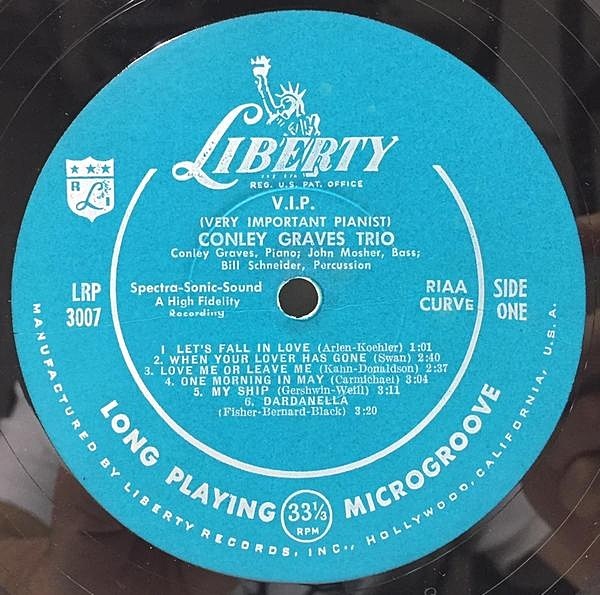 LIBERTY
REG. U.S. PAT. OFFICE
R L I
V.I.P.
(VERY IMPORTANT PIANIST)
CONLEY GRAVES TRIO
Conley Graves, Piano; John Mosher, Bass;
Bill Schneider, Percussion
LRP
3007
Spectra-Sonic-Sound
A High Fidelity
Recording
RIAA
CURVE
SIDE
ONE
1 LET'S FALL IN LOVE (Arlen-Koehler) 1:01
2. WHEN YOUR LOVER HAS GONE (Swan) 2:40
3. LOVE ME OR LEAVE ME (Kahn-Donaldson) 2:37
4. ONE MORNING IN MAY (Carmichael) 3:04
5. MY SHIP (Gershwin-Weill) 3:11
6. DARDANELLA
(Fisher-Bernard-Black) 3:20
LONG PLAYING 33⅓ RPM MICROGROOVE
MANUFACTURED BY LIBERTY RECORDS, INC., HOLLYWOOD, CALIFORNIA, U.S.A.